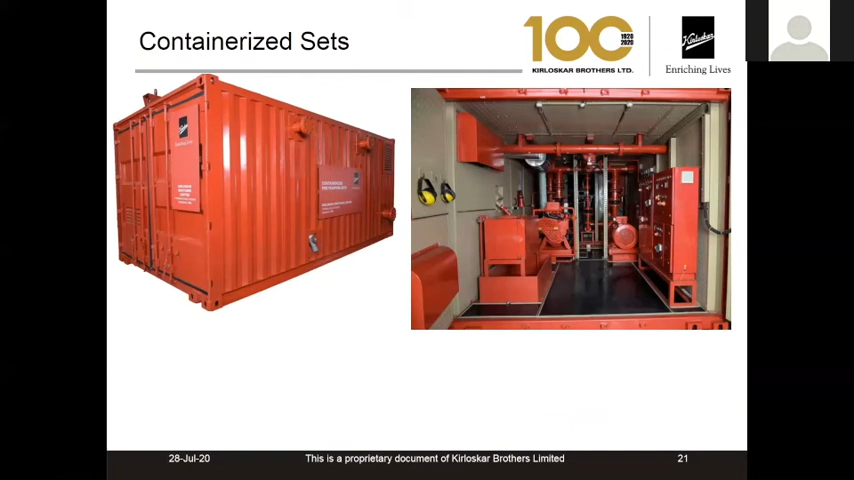 Containerized Sets
100
1920
2020
KIRLOSKAR BROTHERS LTD.
Kirloskar
Enriching Lives
28-Jul-20
This is a proprietary document of Kirloskar Brothers Limited
21